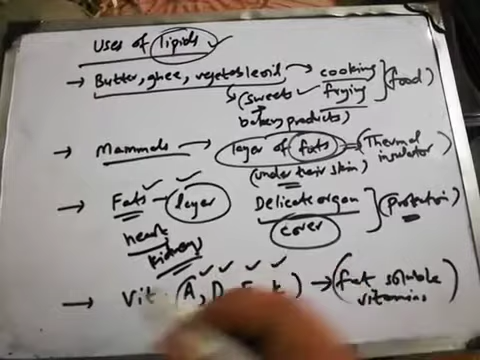 Uses of lipids ✓
→ Butter, ghee, vegetable oil → cooking
(sweets ✓ frying } (food)
bakery products)
→ Mammals → layer of fats → (Thermal
(under their skin) insulator)
→ Fats - layer Delicate organ } (protection)
heart cover
kidneys
→ Vit (A, D, E, K) → (fat soluble
vitamins)